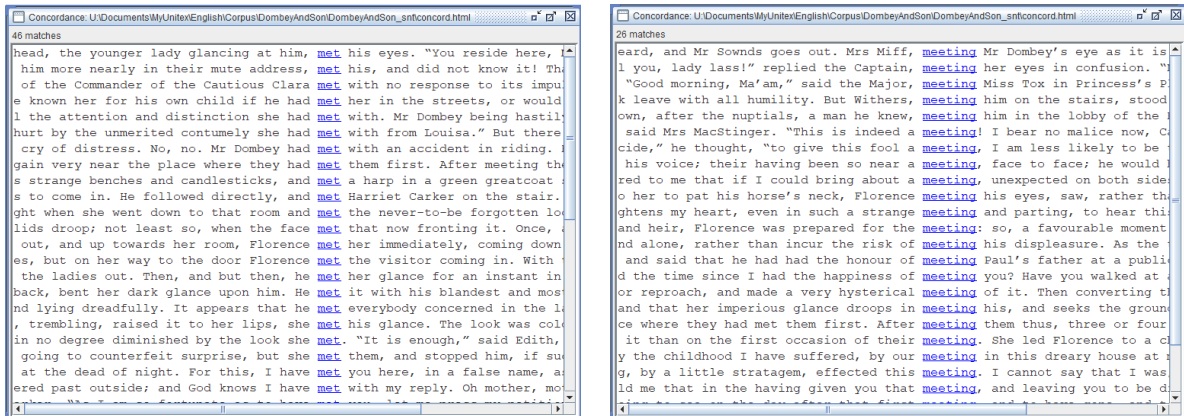 Concordance: U:\Documents\MyUnitex\English\Corpus\DombeyAndSon\DombeyAndSon_snt\concord.html
46 matches
head, the younger lady glancing at him, met his eyes. “You reside here,
him more nearly in their mute address, met his, and did not know it! Tha
of the Commander of the Cautious Clara met with no response to its impu
e known her for his own child if he had met her in the streets, or would
l the attention and distinction she had met with. Mr Dombey being hastil
hurt by the unmerited contumely she had met with from Louisa.” But there
cry of distress. No, no. Mr Dombey had met with an accident in riding.
gain very near the place where they had met them first. After meeting the
s strange benches and candlesticks, and met a harp in a green greatcoat
s to come in. He followed directly, and met Harriet Carker on the stair.
ght when she went down to that room and met the never-to-be forgotten loo
lids droop; not least so, when the face met that now fronting it. Once,
out, and up towards her room, Florence met her immediately, coming down
es, but on her way to the door Florence met the visitor coming in. With
the ladies out. Then, and but then, he met her glance for an instant in
back, bent her dark glance upon him. He met it with his blandest and mos
nd lying dreadfully. It appears that he met everybody concerned in the la
, trembling, raised it to her lips, she met his glance. The look was col
in no degree diminished by the look she met. “It is enough,” said Edith,
going to counterfeit surprise, but she met them, and stopped him, if su
at the dead of night. For this, I have met you here, in a false name, a
ered past outside; and God knows I have met with my reply. Oh mother, mo
Concordance: U:\Documents\MyUnitex\English\Corpus\DombeyAndSon\DombeyAndSon_snt\concord.html
26 matches
eard, and Mr Sownds goes out. Mrs Miff, meeting Mr Dombey’s eye as it is
l you, lady lass!” replied the Captain, meeting her eyes in confusion.
“Good morning, Ma’am,” said the Major, meeting Miss Tox in Princess’s P
k leave with all humility. But Withers, meeting him on the stairs, stood
own, after the nuptials, a man he knew, meeting him in the lobby of the
said Mrs MacStinger. “This is indeed a meeting! I bear no malice now, Ca
cide,” he thought, “to give this fool a meeting, I am less likely to be
his voice; their having been so near a meeting, face to face; he would
red to me that if I could bring about a meeting, unexpected on both side
o her to pat his horse’s neck, Florence meeting his eyes, saw, rather tha
ghtens my heart, even in such a strange meeting and parting, to hear this
and heir, Florence was prepared for the meeting: so, a favourable moment
nd alone, rather than incur the risk of meeting his displeasure. As the
and said that he had had the honour of meeting Paul’s father at a publi
d the time since I had the happiness of meeting you? Have you walked at
or reproach, and made a very hysterical meeting of it. Then converting th
and that her imperious glance droops in meeting his, and seeks the groun
ce where they had met them first. After meeting them thus, three or four
it than on the first occasion of their meeting. She led Florence to a c
y the childhood I have suffered, by our meeting in this dreary house at
g, by a little stratagem, effected this meeting. I cannot say that I was
ld me that in the having given you that meeting, and leaving you to be d